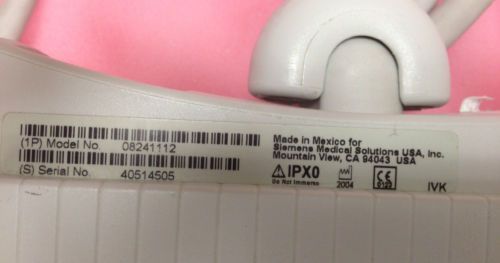 (1P) Model No. 08241112
(S) Serial No. 40514505
Made in Mexico for
Siemens Medical Solutions USA, Inc.
Mountain View, CA 94043 USA
IPX0
Do Not Immerse
2004
CE
0123
IVK